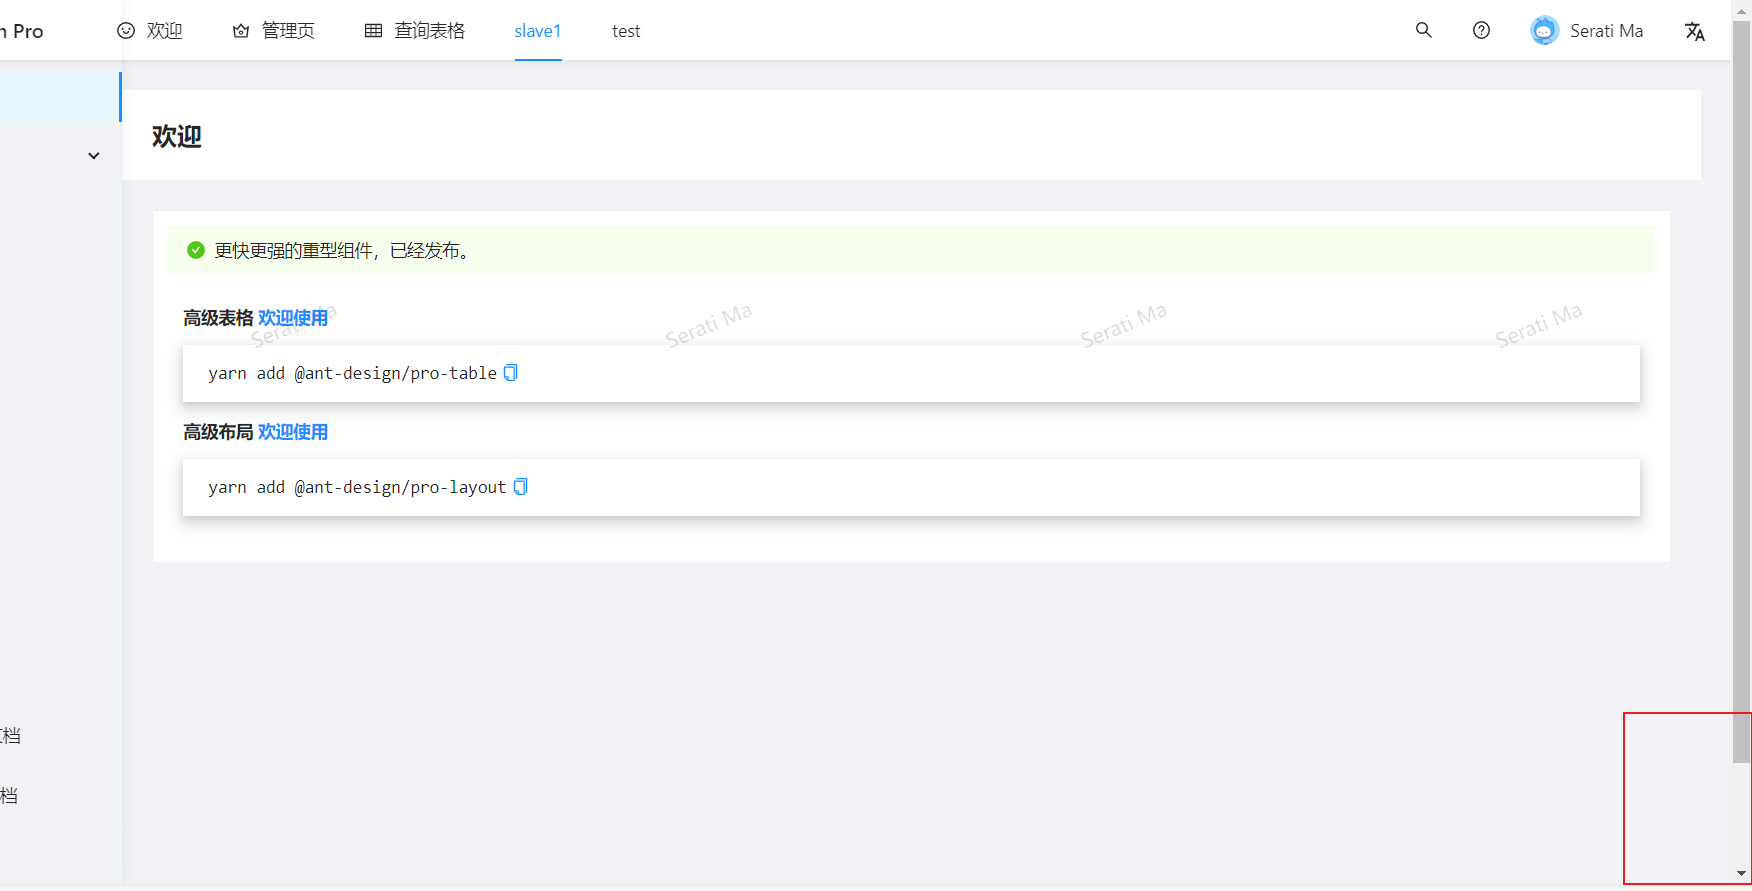 n Pro 欢迎 管理页 查询表格 slave1 test Serati Ma
欢迎
更快更强的重型组件，已经发布。
Serati Ma Serati Ma Serati Ma Serati Ma
高级表格 欢迎使用
yarn add @ant-design/pro-table
高级布局 欢迎使用
yarn add @ant-design/pro-layout
档
档